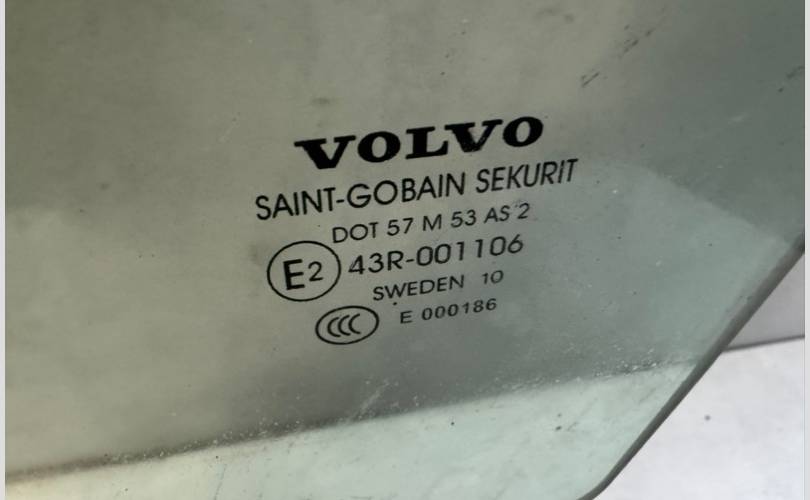 VOLVO
SAINT-GOBAIN SEKURIT
DOT 57 M 53 AS 2
E2 43R-001106
SWEDEN 10
CCC E 000186